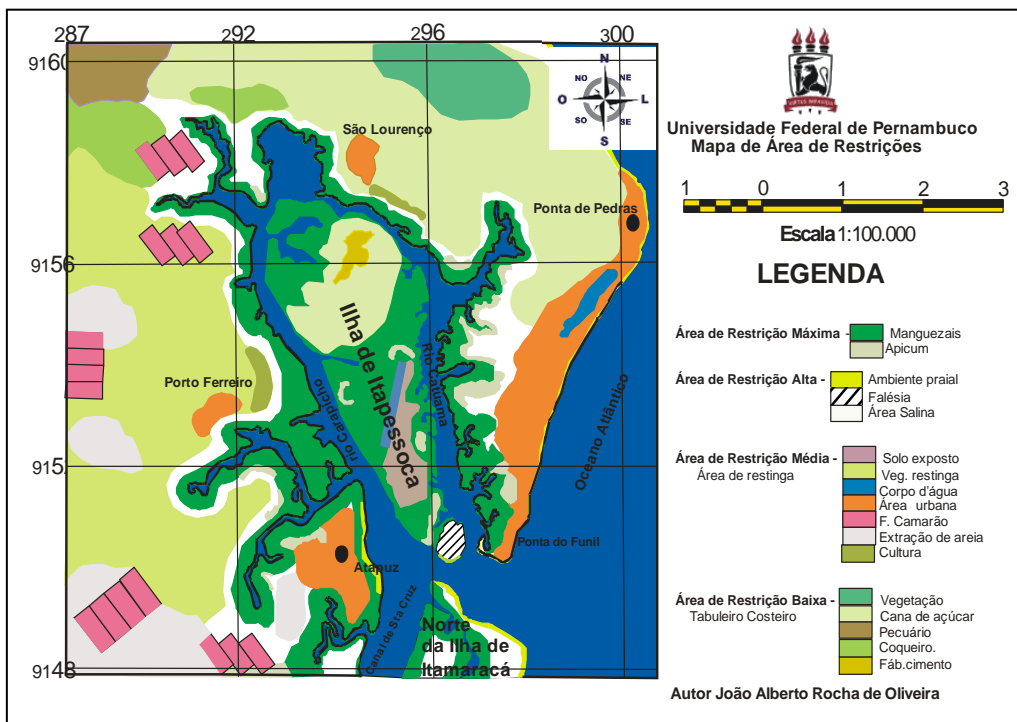 287 292 296 300
9160
9156
915
9148
N
NO NE
O L
SO SE
S
São Lourenço
Ponta de Pedras
Ilha de Itapessoca
Rio Catuama
rio Carapicho
Porto Ferreiro
Oceano Atlântico
Ponta do Funil
Atapuz
Canal de Sta Cruz
Norte
da Ilha de
Itamaracá
VIRTUS IMPAVIDA
Universidade Federal de Pernambuco
Mapa de Área de Restrições
1 0 1 2 3
Escala 1:100.000
LEGENDA
Área de Restrição Máxima - Manguezais
Apicum
Área de Restrição Alta - Ambiente praial
Falésia
Área Salina
Área de Restrição Média - Solo exposto
Área de restinga Veg. restinga
Corpo d'água
Área urbana
F. Camarão
Extração de areia
Cultura
Área de Restrição Baixa - Vegetação
Tabuleiro Costeiro Cana de açúcar
Pecuário
Coqueiro.
Fáb.cimento
Autor João Alberto Rocha de Oliveira